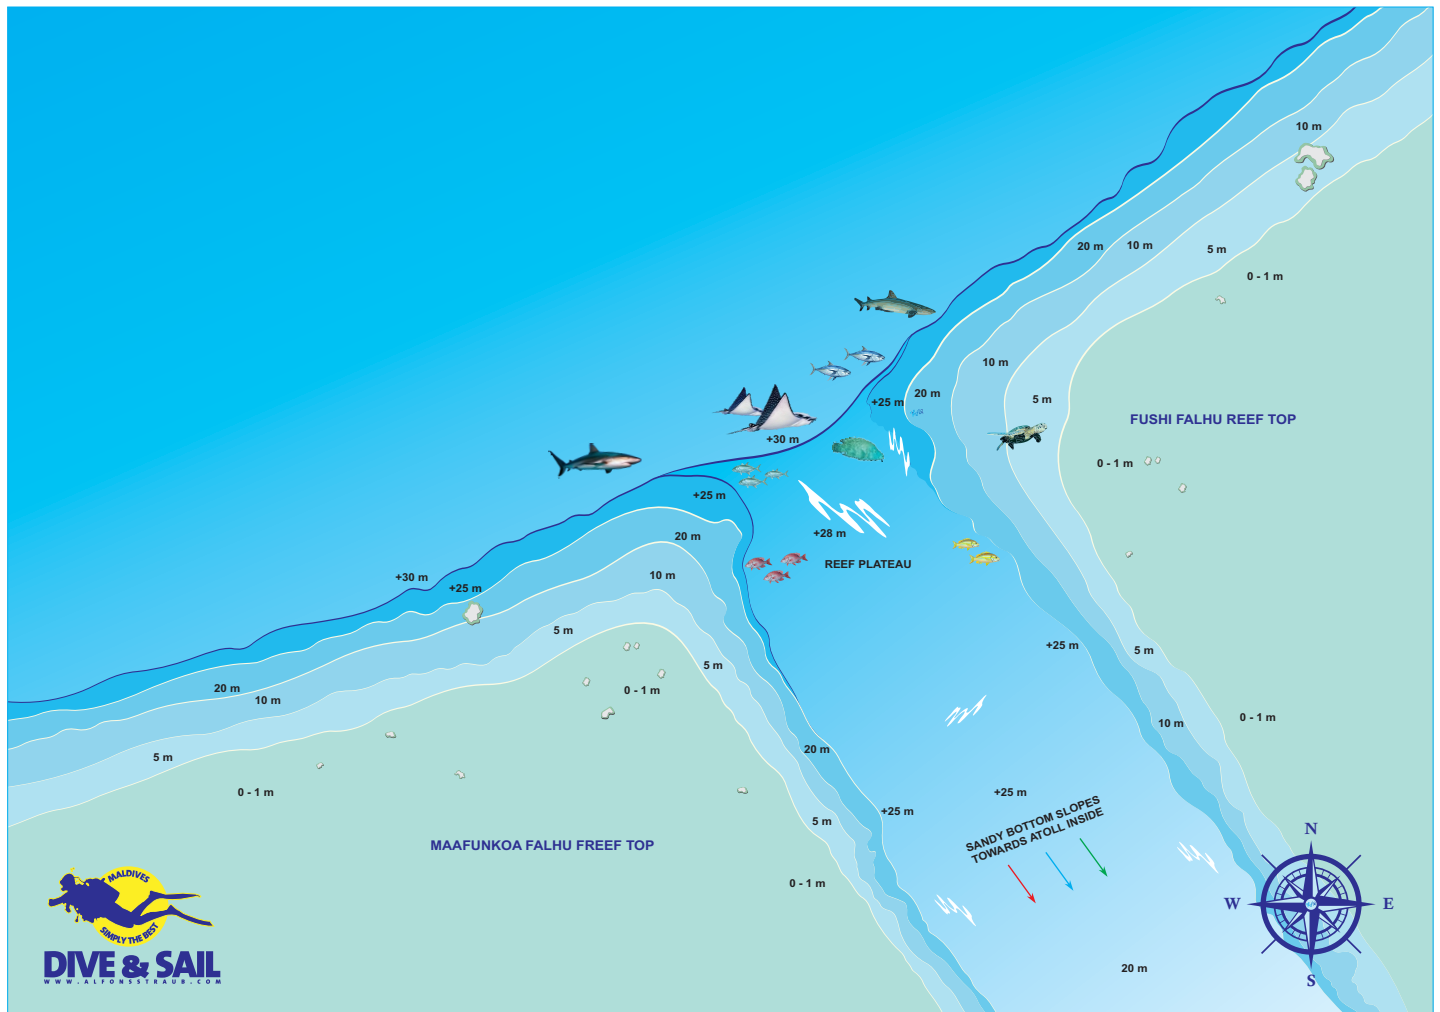 10 m
20 m
10 m
5 m
0 - 1 m
10 m
20 m
+25 m
5 m
FUSHI FALHU REEF TOP
+30 m
0 - 1 m
+25 m
+28 m
20 m
REEF PLATEAU
+30 m
10 m
+25 m
5 m
+25 m
5 m
5 m
20 m
0 - 1 m
10 m
0 - 1 m
10 m
20 m
5 m
0 - 1 m
+25 m
SANDY BOTTOM SLOPES
TOWARDS ATOLL INSIDE
+25 m
5 m
MAAFUNKOA FALHU FREEF TOP
0 - 1 m
N
W
E
S
20 m
MALDIVES
SIMPLY THE BEST
DIVE & SAIL
WWW.ALFONSSTRAUB.COM